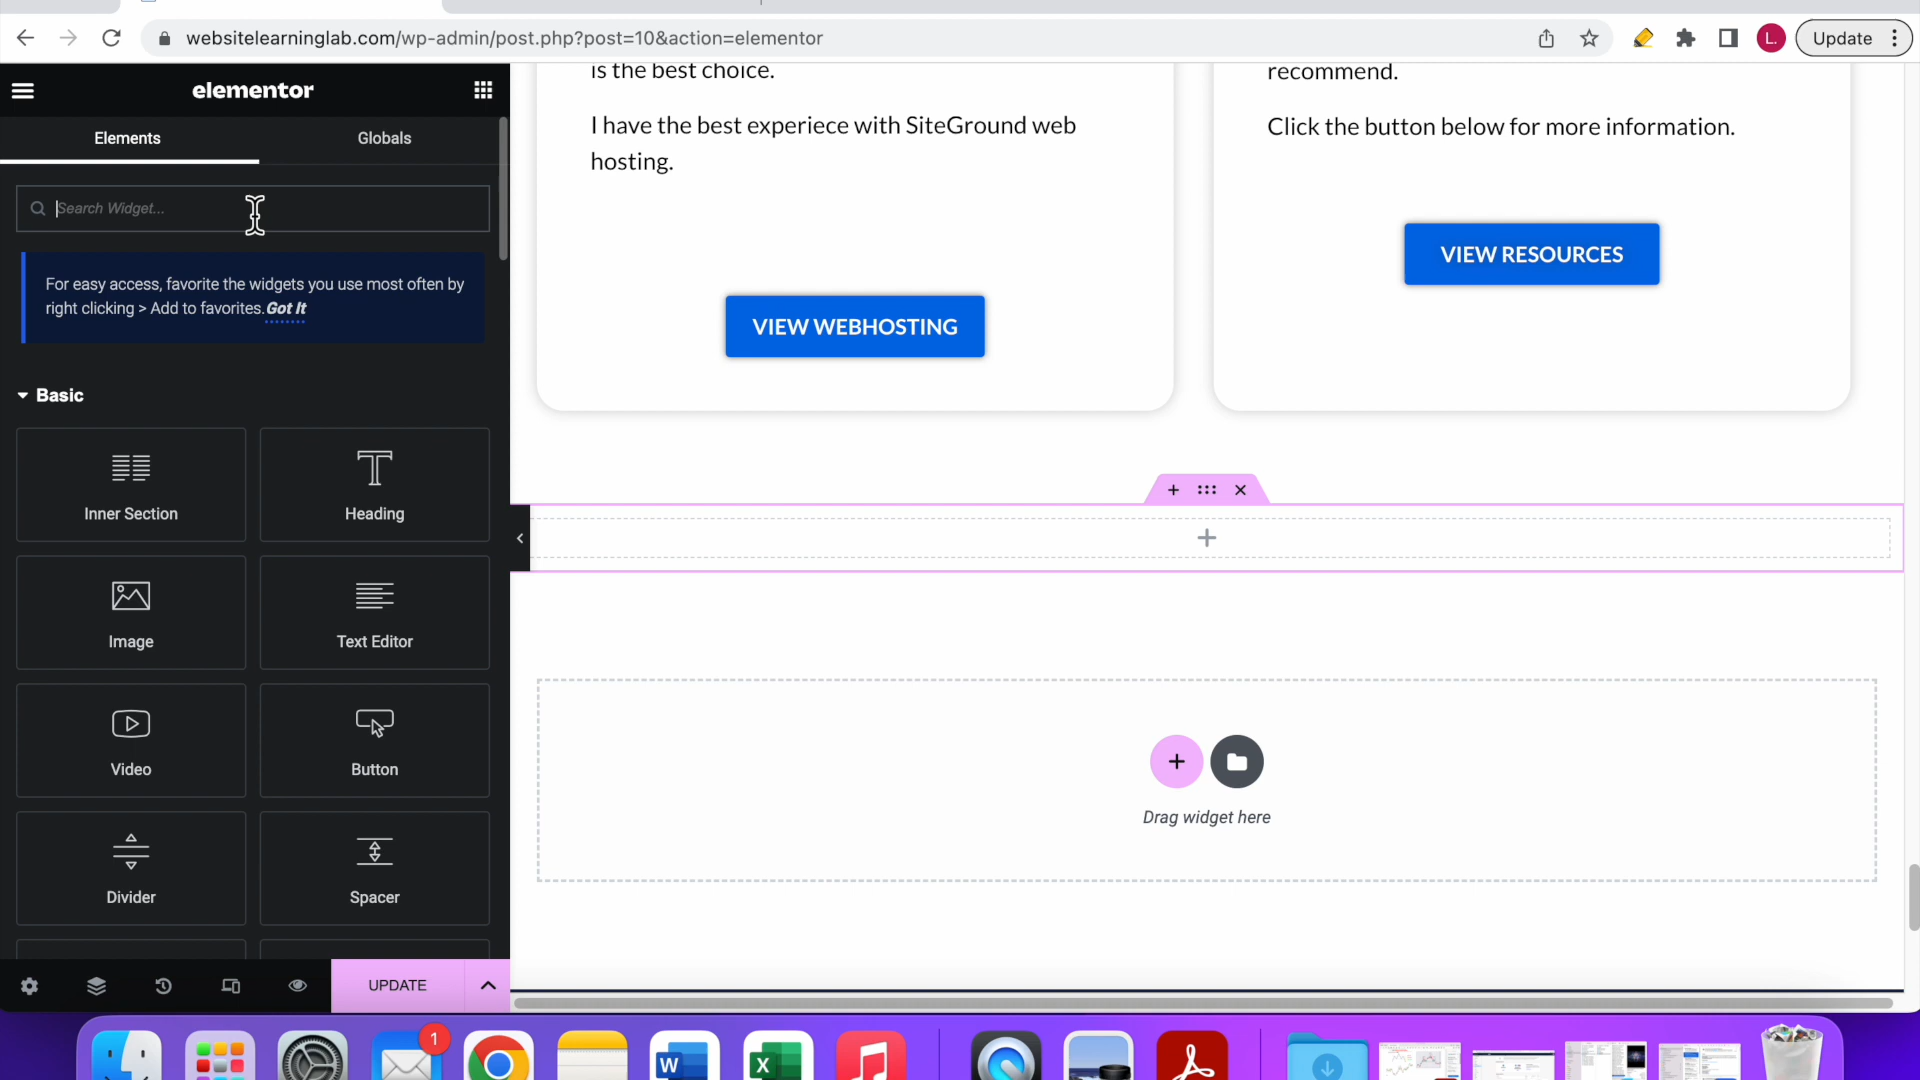 websitelearninglab.com/wp-admin/post.php?post=10&action=elementor
L.
Update
elementor
Elements
Globals
Search Widget...
For easy access, favorite the widgets you use most often by
right clicking > Add to favorites. Got It
Basic
Inner Section
Heading
Image
Text Editor
Video
Button
Divider
Spacer
UPDATE
is the best choice.
I have the best experiece with SiteGround web
hosting.
VIEW WEBHOSTING
recommend.
Click the button below for more information.
VIEW RESOURCES
Drag widget here
1
W
X